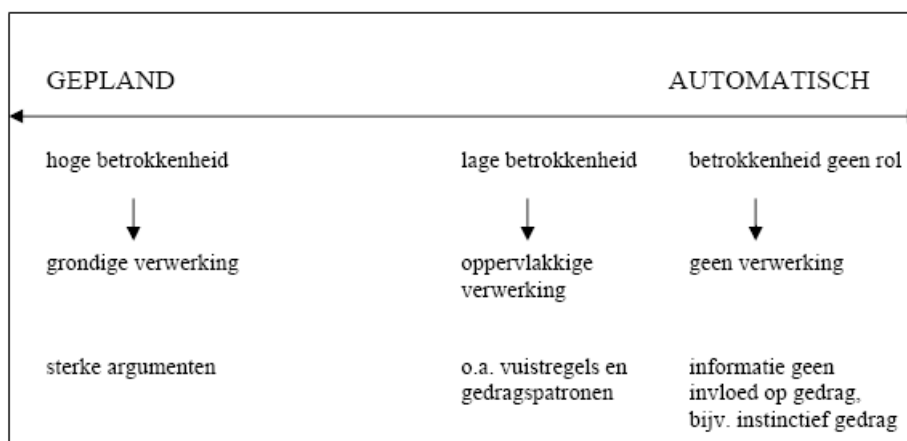 GEPLAND AUTOMATISCH
hoge betrokkenheid lage betrokkenheid betrokkenheid geen rol
grondige verwerking oppervlakkige geen verwerking
verwerking
sterke argumenten o.a. vuistregels en informatie geen
gedragspatronen invloed op gedrag,
bijv. instinctief gedrag